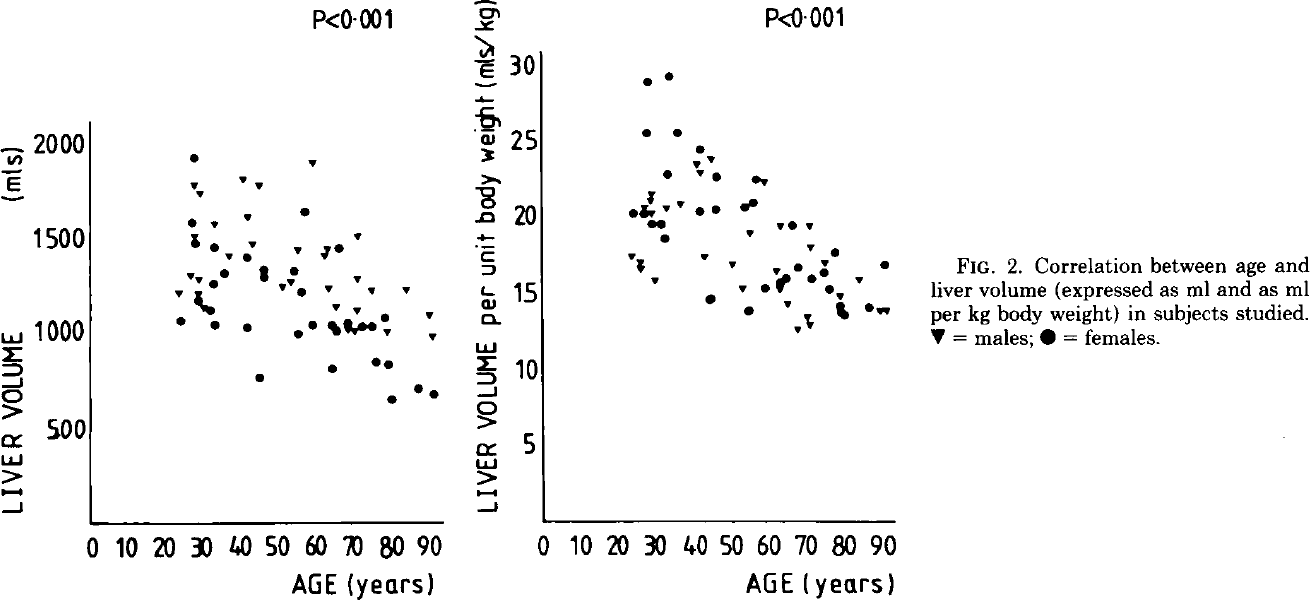 P<0·001
LIVER VOLUME (mls)
2000
1500
1000
500
0 10 20 30 40 50 60 70 80 90
AGE (years)
P<0·001
LIVER VOLUME per unit body weight (mls/kg)
30
25
20
15
10
5
0 10 20 30 40 50 60 70 80 90
AGE (years)
FIG. 2. Correlation between age and
liver volume (expressed as ml and as ml
per kg body weight) in subjects studied.
▼ = males; ● = females.